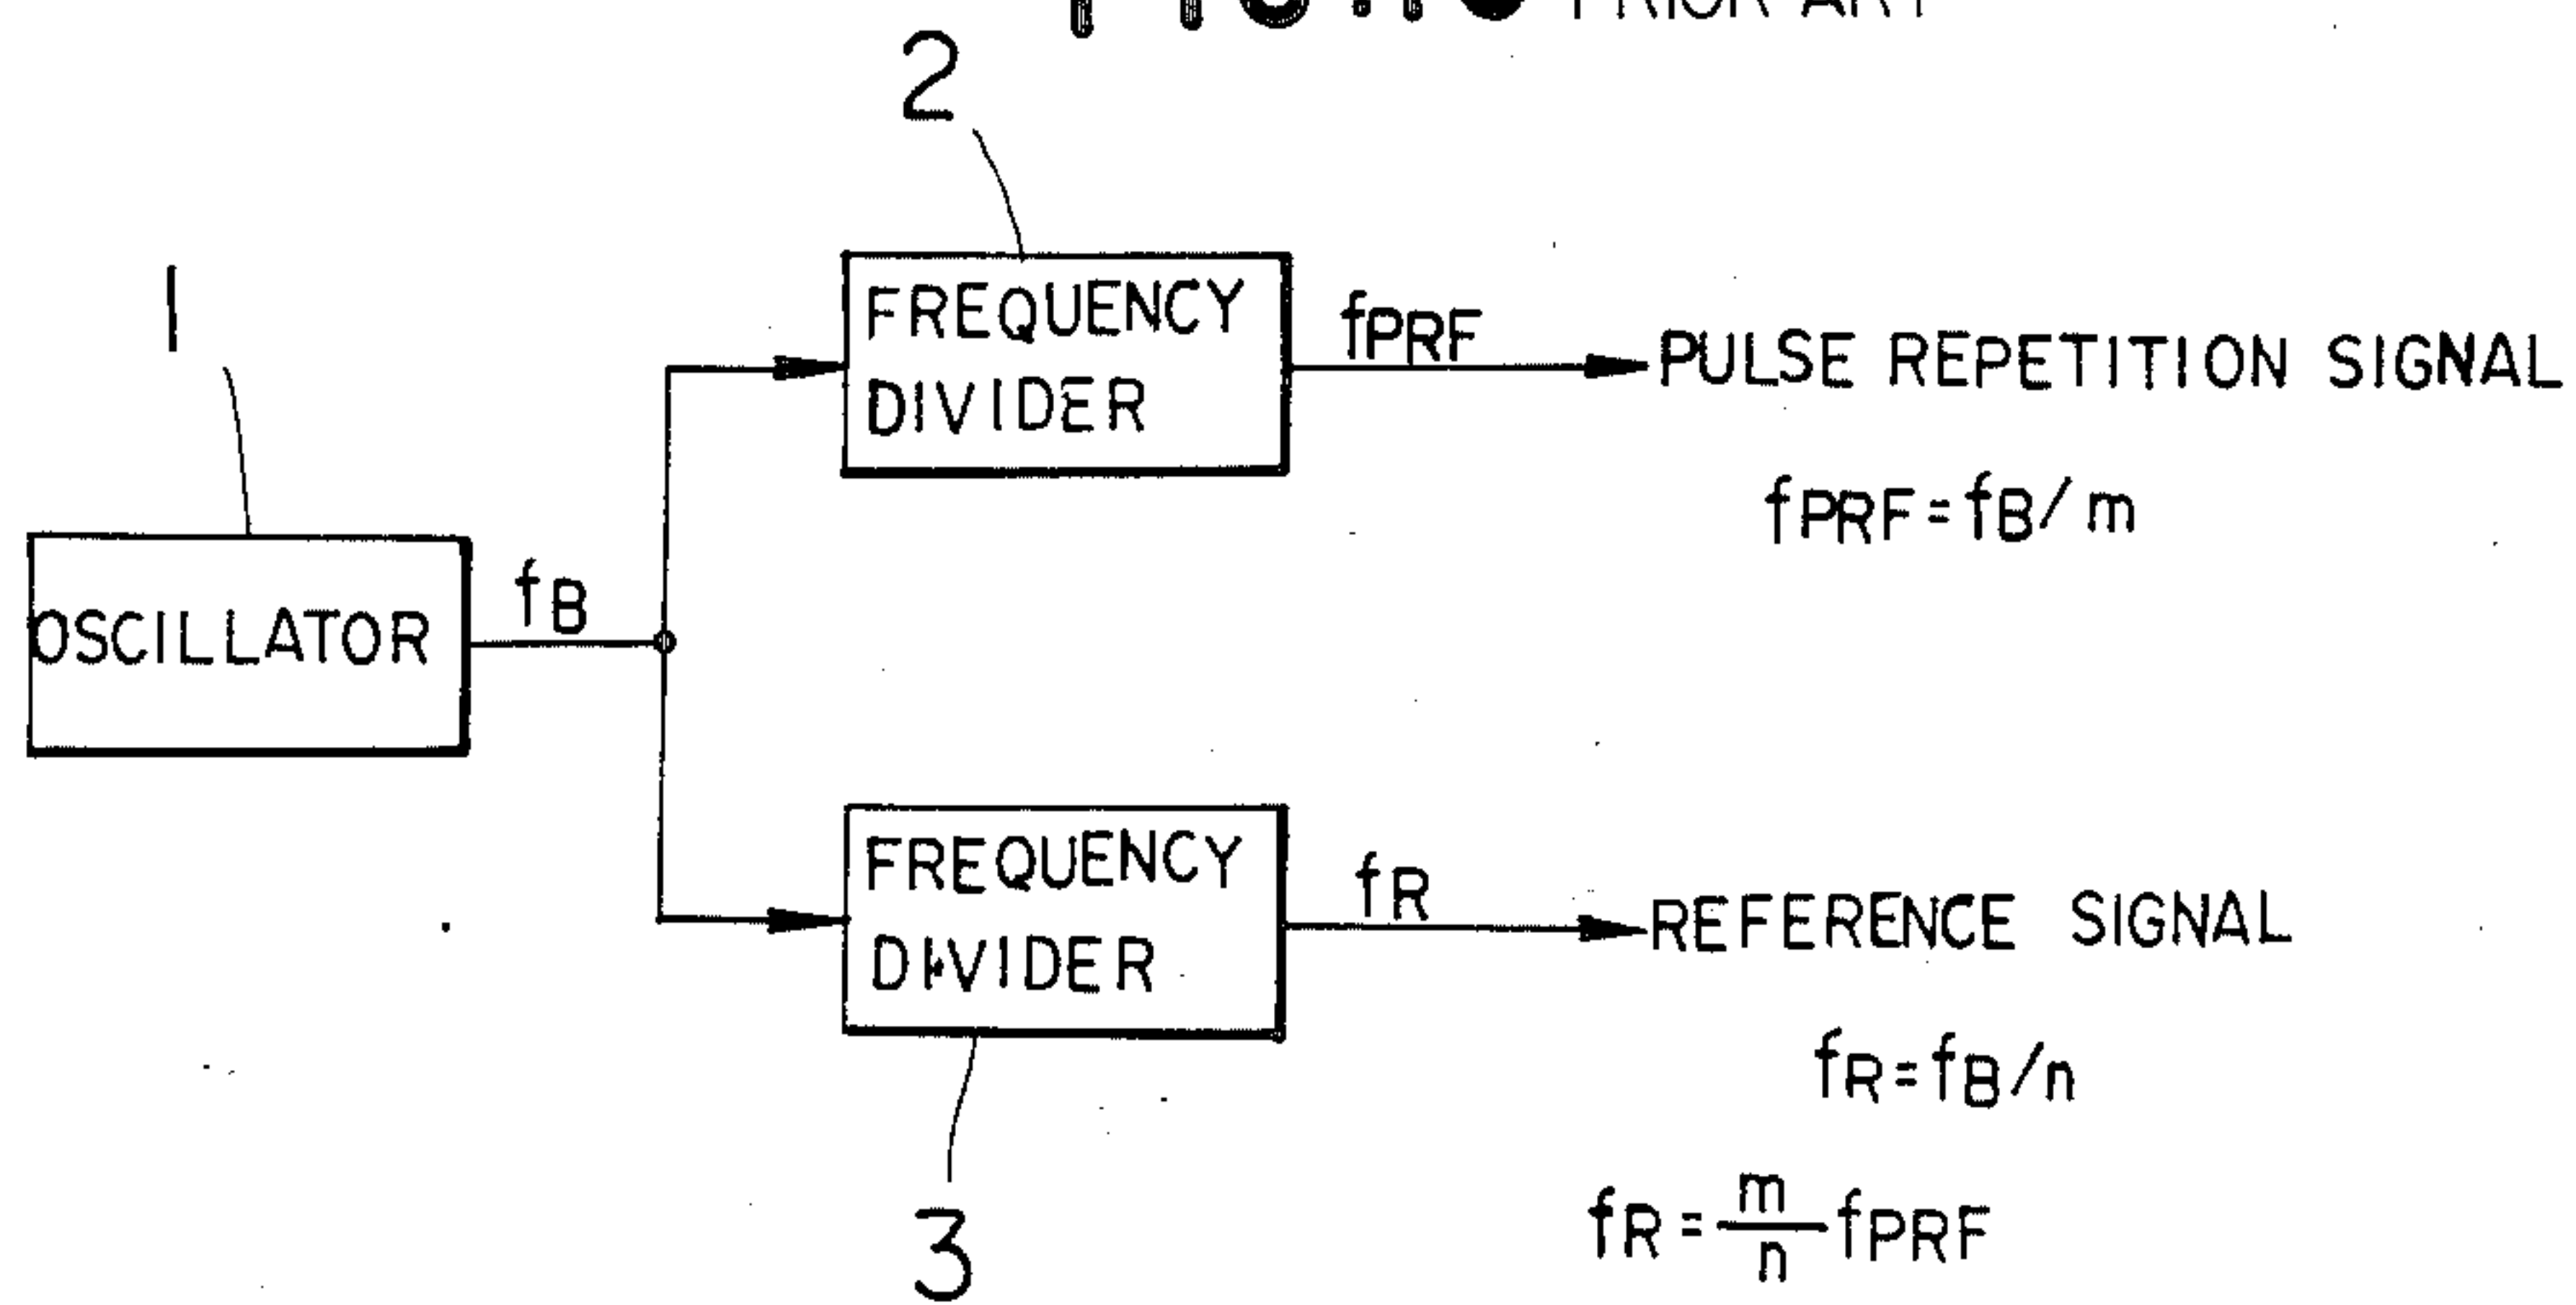 PRIOR ART
2
1
FREQUENCY
DIVIDER
fPRF
PULSE REPETITION SIGNAL
fPRF=fB/m
OSCILLATOR
fB
FREQUENCY
DIVIDER
fR
REFERENCE SIGNAL
fR=fB/n
3
fR=m/n fPRF